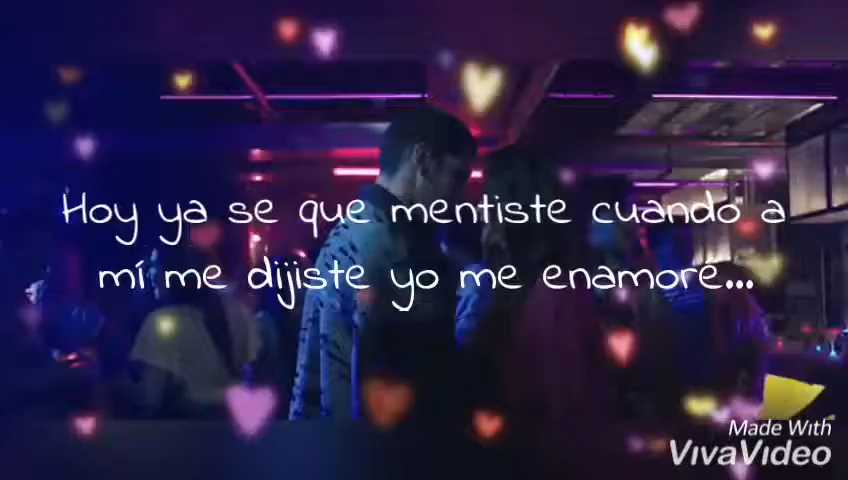 Hoy ya se que mentiste cuando a
mí me dijiste yo me enamore...
Made With
VivaVideo